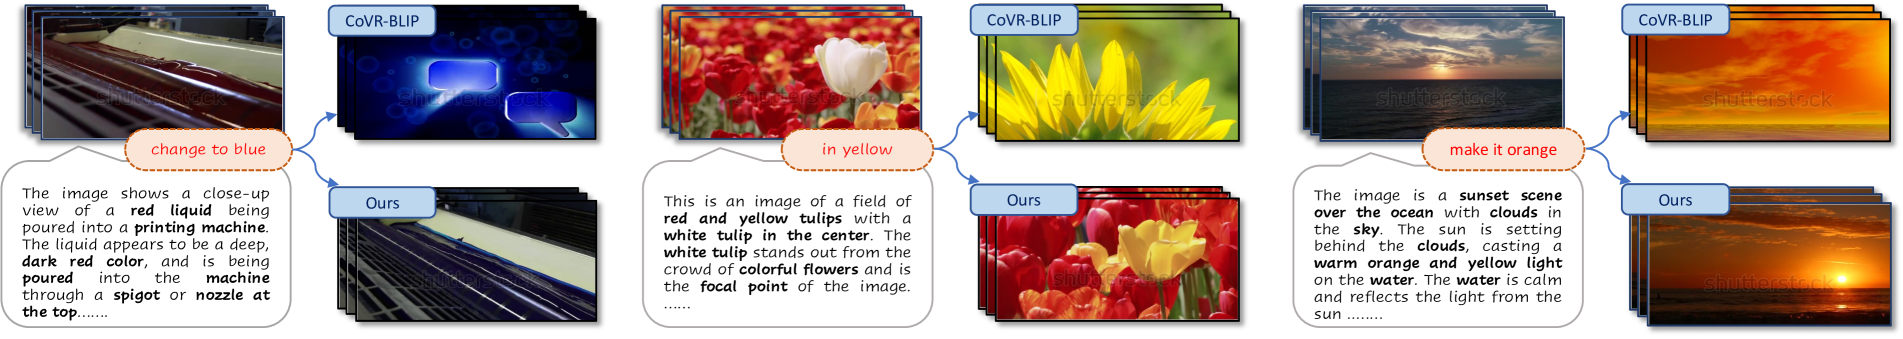 CoVR-BLIP
shutterstock
shutterstock
change to blue
The image shows a close-up
view of a red liquid being
poured into a printing machine.
The liquid appears to be a deep,
dark red color, and is being
poured into the machine
through a spigot or nozzle at
the top.......
Ours
shutterstock
CoVR-BLIP
shutterstock
shutterstock
in yellow
This is an image of a field of
red and yellow tulips with a
white tulip in the center. The
white tulip stands out from the
crowd of colorful flowers and is
the focal point of the image.
......
Ours
shutterstock
CoVR-BLIP
shutterstock
shutterstock
make it orange
The image is a sunset scene
over the ocean with clouds in
the sky. The sun is setting
behind the clouds, casting a
warm orange and yellow light
on the water. The water is calm
and reflects the light from the
sun ........
Ours
shutterstock